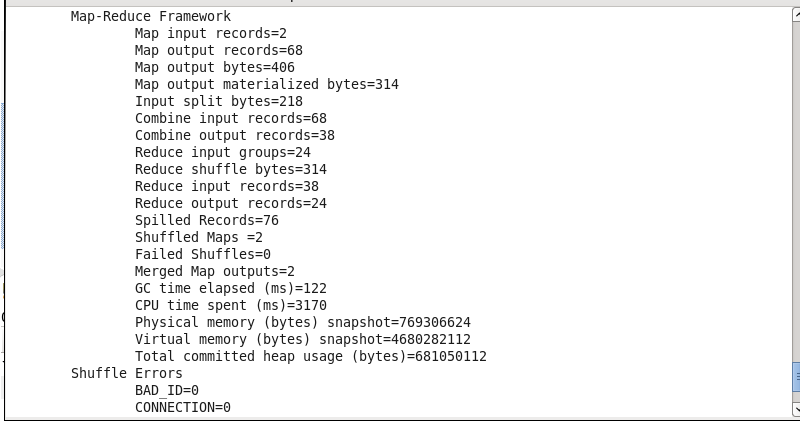 Map-Reduce Framework
Map input records=2
Map output records=68
Map output bytes=406
Map output materialized bytes=314
Input split bytes=218
Combine input records=68
Combine output records=38
Reduce input groups=24
Reduce shuffle bytes=314
Reduce input records=38
Reduce output records=24
Spilled Records=76
Shuffled Maps =2
Failed Shuffles=0
Merged Map outputs=2
GC time elapsed (ms)=122
CPU time spent (ms)=3170
Physical memory (bytes) snapshot=769306624
Virtual memory (bytes) snapshot=4680282112
Total committed heap usage (bytes)=681050112
Shuffle Errors
BAD_ID=0
CONNECTION=0